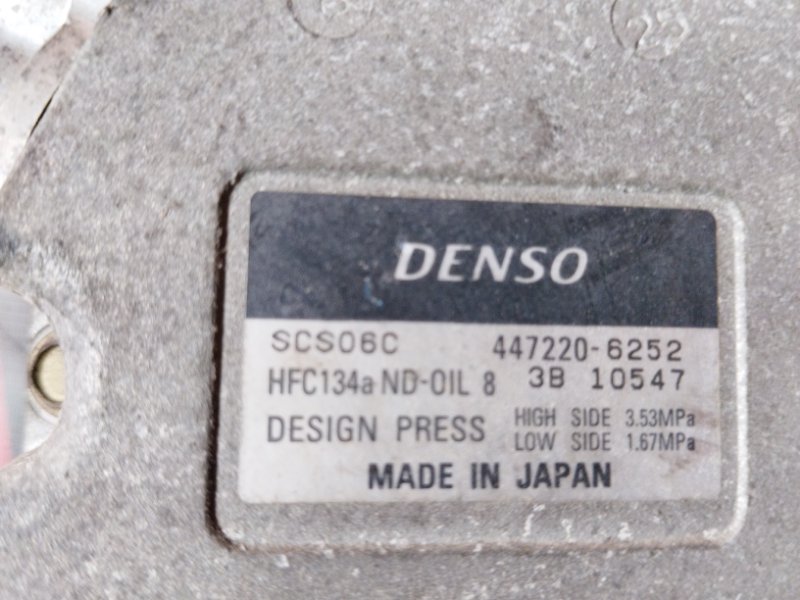 DENSO
SCS06C 447220-6252
HFC134a ND-OIL 8 3B 10547
DESIGN PRESS HIGH SIDE 3.53MPa
LOW SIDE 1.67MPa
MADE IN JAPAN